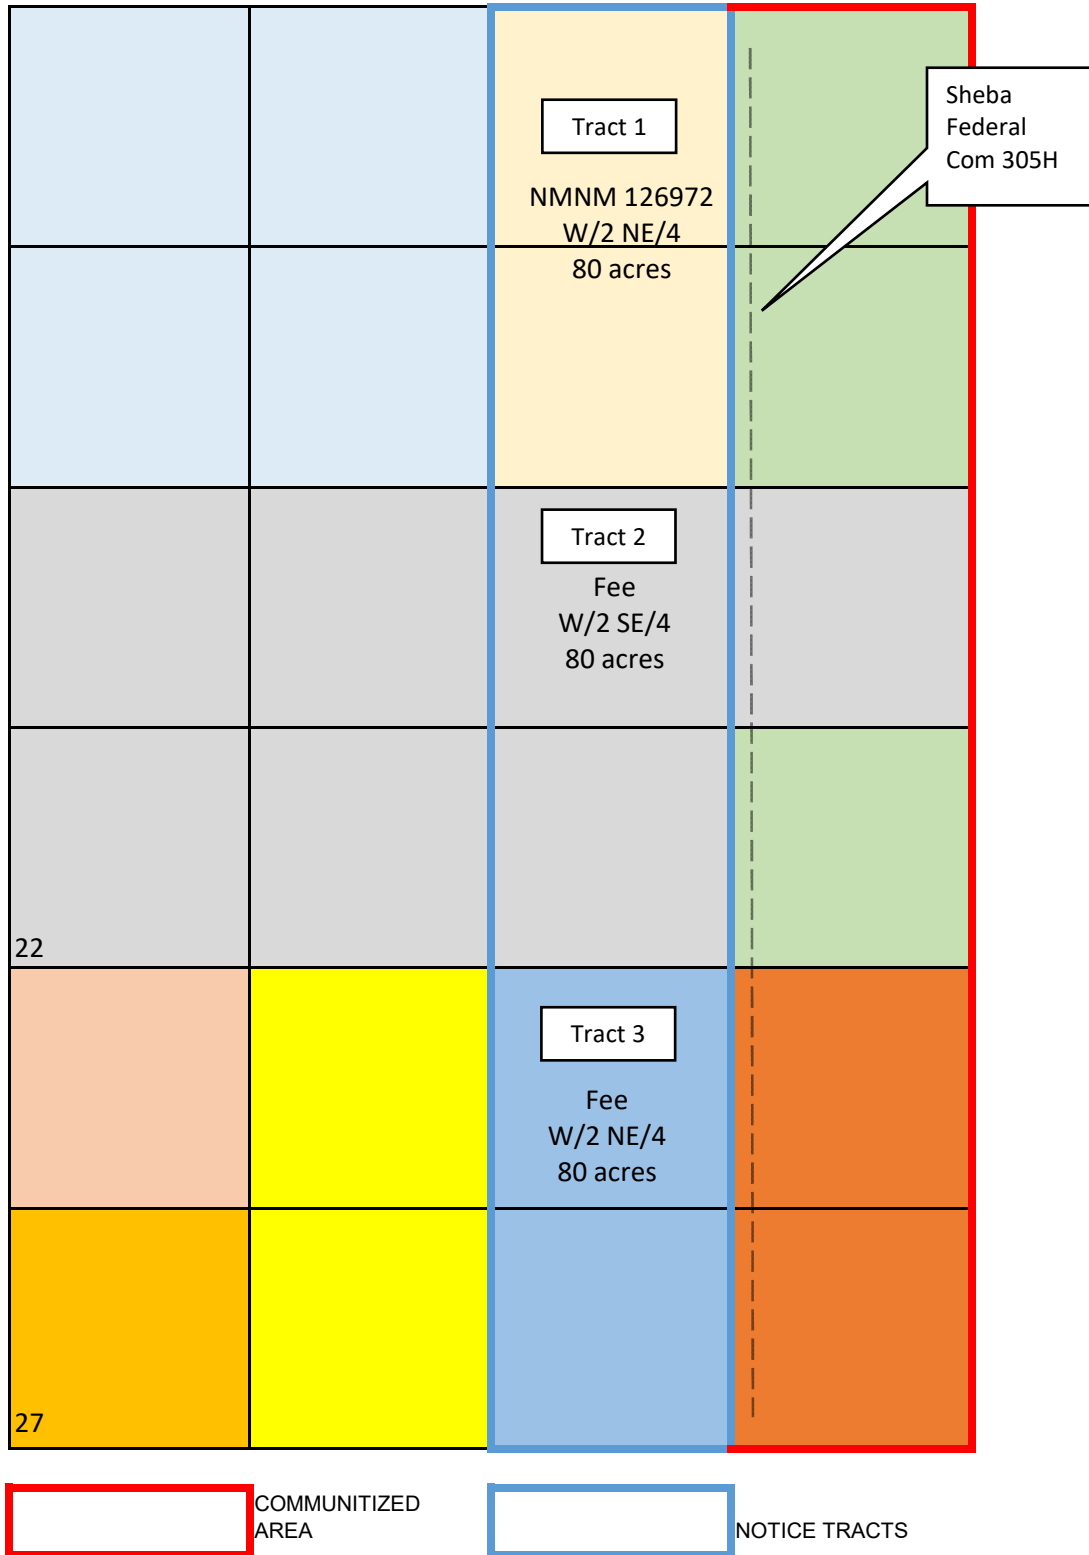 Sheba
Federal
Com 305H
Tract 1
NMNM 126972
W/2 NE/4
80 acres
Tract 2
Fee
W/2 SE/4
80 acres
22
Tract 3
Fee
W/2 NE/4
80 acres
27
COMMUNITIZED
AREA
NOTICE TRACTS